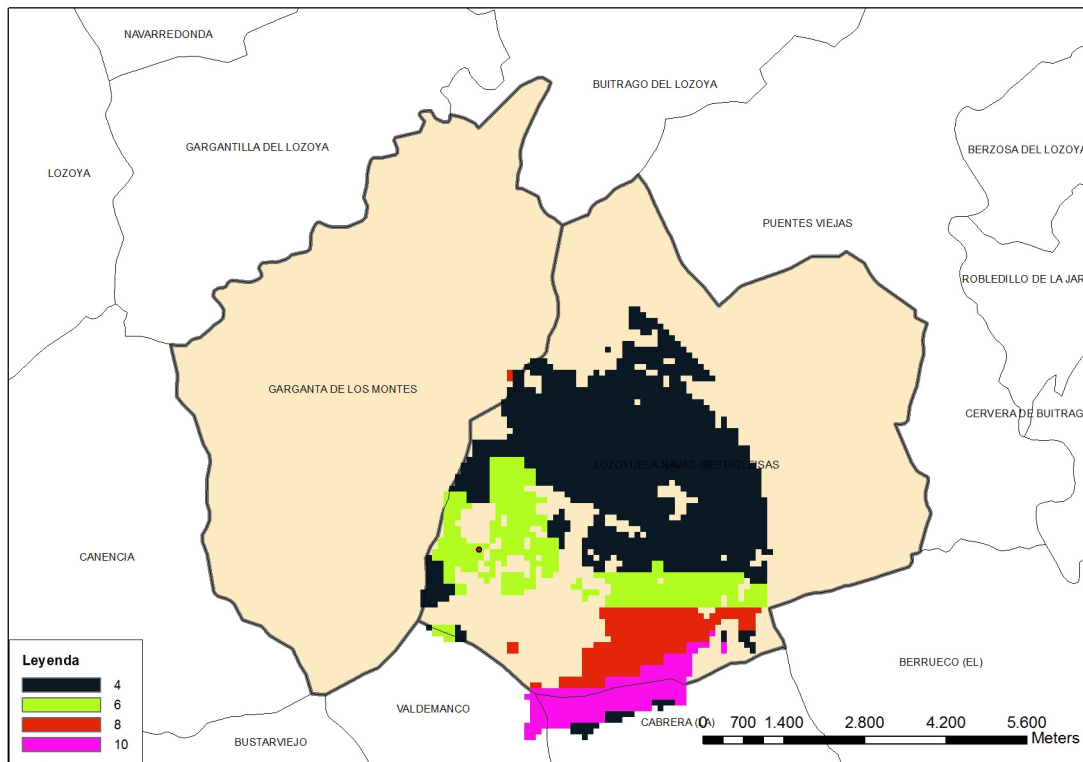 NAVARREDONDA
BUITRAGO DEL LOZOYA
GARGANTILLA DEL LOZOYA
BERZOSA DEL LOZOYA
LOZOYA
PUENTES VIEJAS
ROBLEDILLO DE LA JAR
GARGANTA DE LOS MONTES
CERVERA DE BUITRAG
LOZOYUELA-NAVAS-SIETEIGLESIAS
CANENCIA
Leyenda
4
6
8
10
BERRUECO (EL)
VALDEMANCO
CABRERA (LA)
BUSTARVIEJO
0 700 1.400 2.800 4.200 5.600
Meters